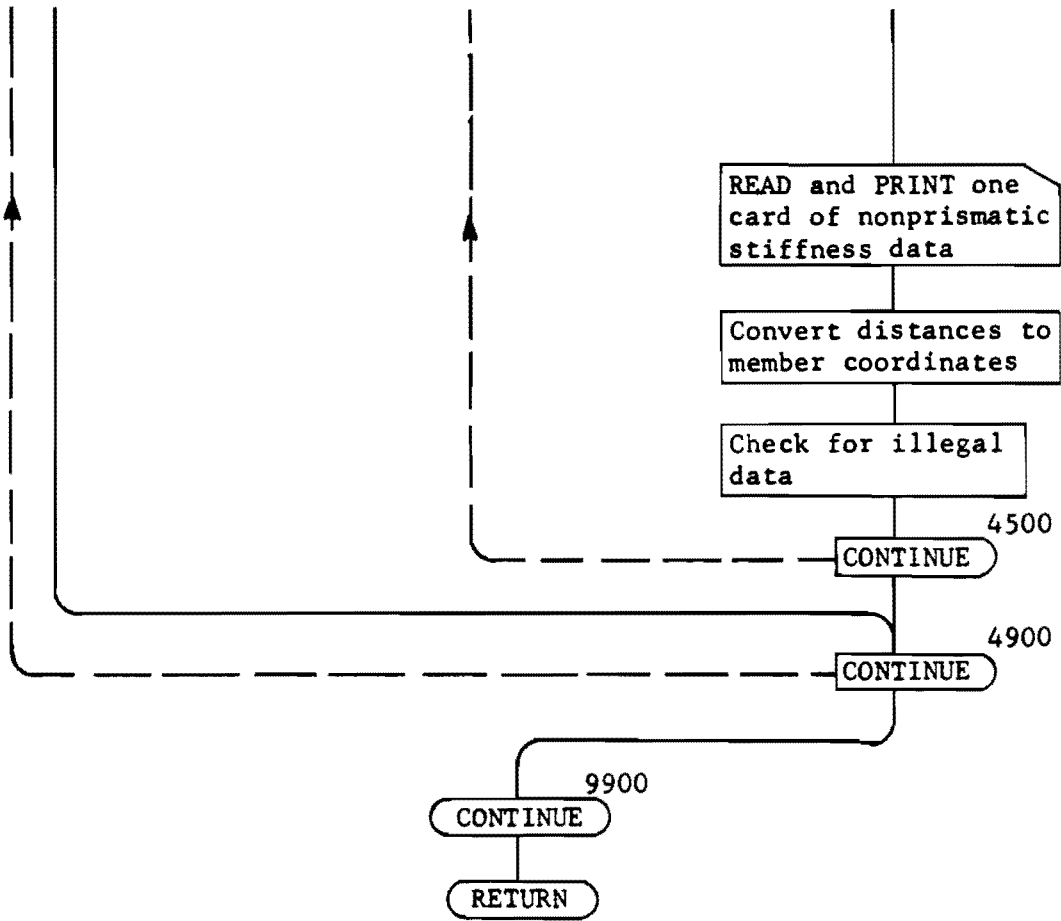 READ and PRINT one
card of nonprismatic
stiffness data
Convert distances to
member coordinates
Check for illegal
data
4500
CONTINUE
4900
CONTINUE
9900
CONTINUE
RETURN